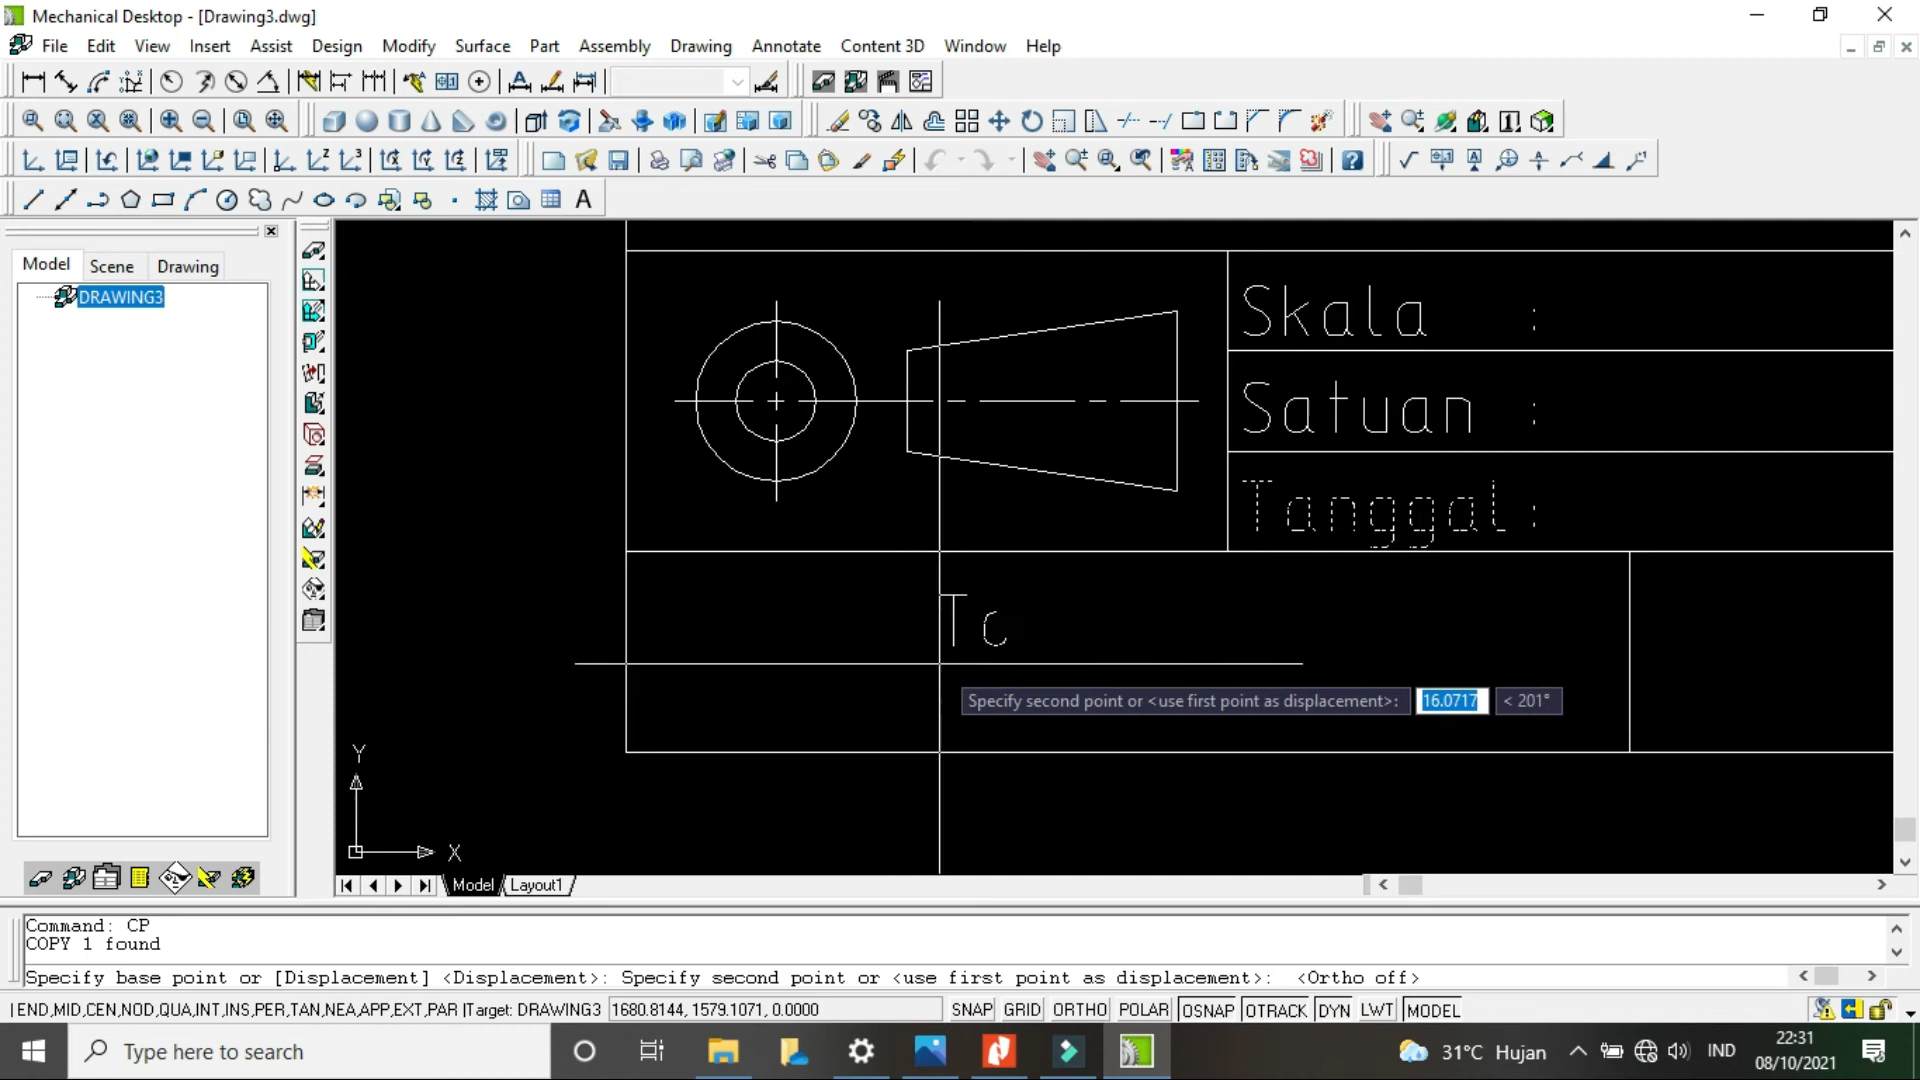 Mechanical Desktop - [Drawing3.dwg]
File Edit View Insert Assist Design Modify Surface Part Assembly Drawing Annotate Content 3D Window Help
Model Scene Drawing
DRAWING3
Skala :
Satuan :
Tanggal :
Specify second point or <use first point as displacement>: 16.0717 < 201°
Y
X
Model Layout1
Command: CP
COPY 1 found
Specify base point or [Displacement] <Displacement>: Specify second point or <use first point as displacement>: <Ortho off>
END,MID,CEN,NOD,QUA,INT,INS,PER,TAN,NEA,APP,EXT,PAR |Target: DRAWING3 1680.8144, 1579.1071, 0.0000 SNAP GRID ORTHO POLAR OSNAP OTRACK DYN LWT MODEL
Type here to search
31°C Hujan
IND
22:31
08/10/2021